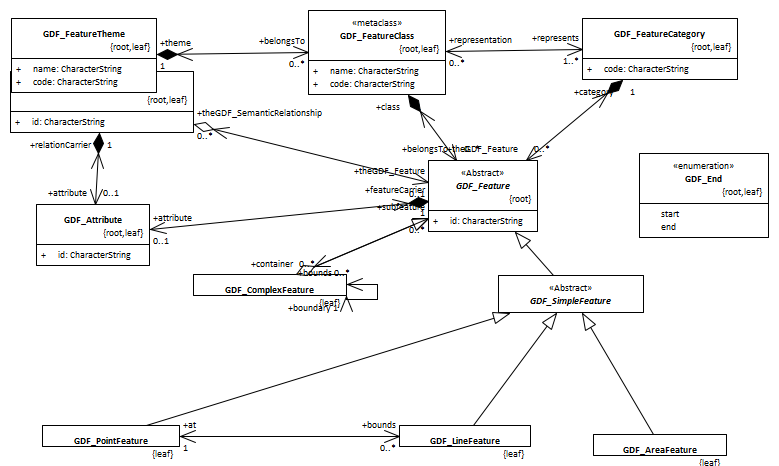 GDF_FeatureTheme
{root,leaf}
+ name: CharacterString
+ code: CharacterString
{root,leaf}
+ id: CharacterString
+theme
1
+belongsTo
0..*
«metaclass»
GDF_FeatureClass
{root,leaf}
+ name: CharacterString
+ code: CharacterString
+representation
0..*
+represents
1..*
GDF_FeatureCategory
{root,leaf}
+ code: CharacterString
+category
1
+class
+theGDF_SemanticRelationship
0..*
+relationCarrier
1
+belongsTo
+theGDF_Feature
0..*
+theGDF_Feature
+featureCarrier
+subfeature
1
0..*
«Abstract»
GDF_Feature
{root}
+ id: CharacterString
«enumeration»
GDF_End
{root,leaf}
start
end
+attribute
0..1
GDF_Attribute
{root,leaf}
+ id: CharacterString
+attribute
0..1
+container
0..*
+bounds 0..*
GDF_ComplexFeature
{leaf}
+boundary 1
«Abstract»
GDF_SimpleFeature
GDF_PointFeature
{leaf}
+at
1
+bounds
0..*
GDF_LineFeature
{leaf}
GDF_AreaFeature
{leaf}